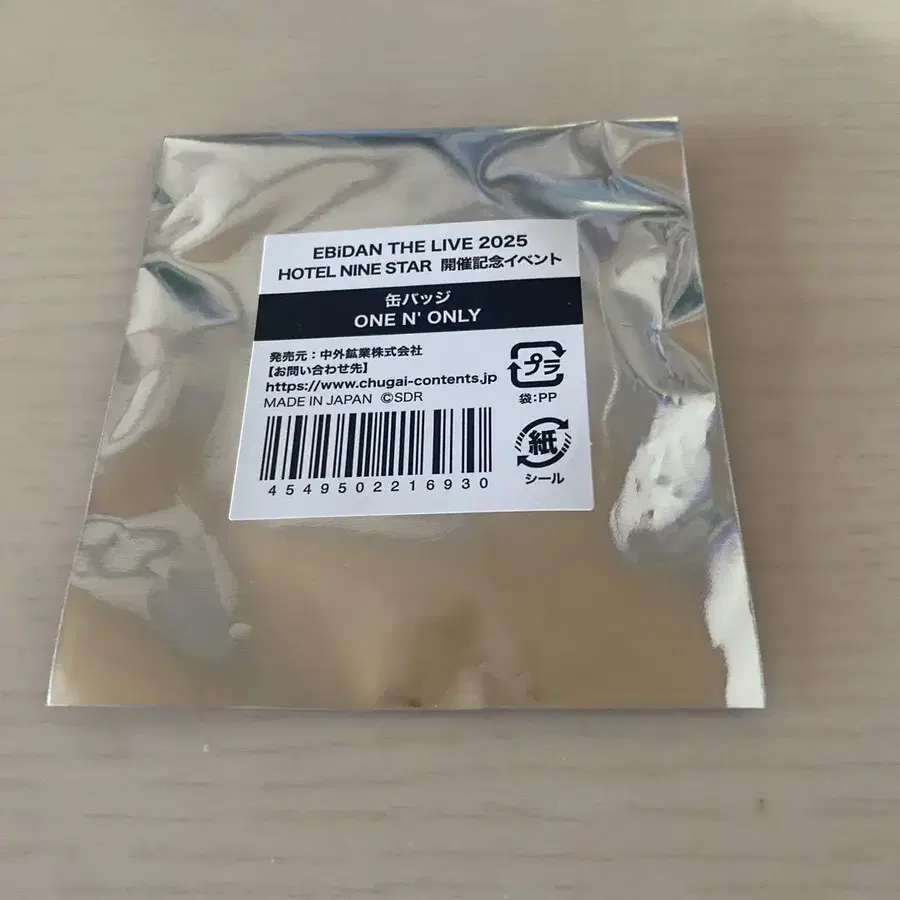 EBiDAN THE LIVE 2025
HOTEL NINE STAR 開催記念イベント
缶バッジ
ONE N' ONLY
発売元：中外鉱業株式会社
【お問い合わせ先】
https://www.chugai-contents.jp
MADE IN JAPAN ©SDR
4549502216930
プラ
袋:PP
紙
シール